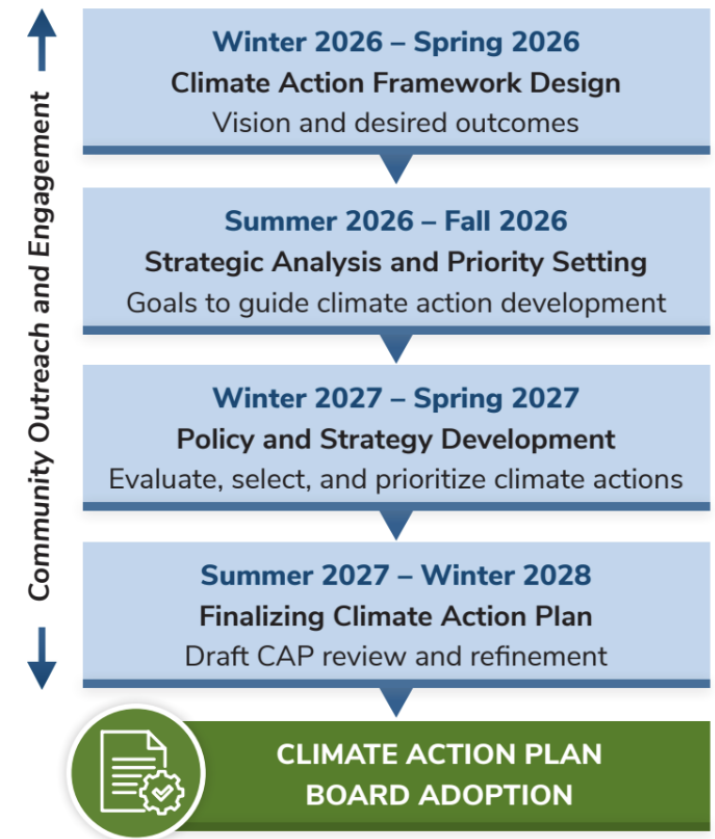 Community Outreach and Engagement
Winter 2026 – Spring 2026
Climate Action Framework Design
Vision and desired outcomes
Summer 2026 – Fall 2026
Strategic Analysis and Priority Setting
Goals to guide climate action development
Winter 2027 – Spring 2027
Policy and Strategy Development
Evaluate, select, and prioritize climate actions
Summer 2027 – Winter 2028
Finalizing Climate Action Plan
Draft CAP review and refinement
CLIMATE ACTION PLAN
BOARD ADOPTION